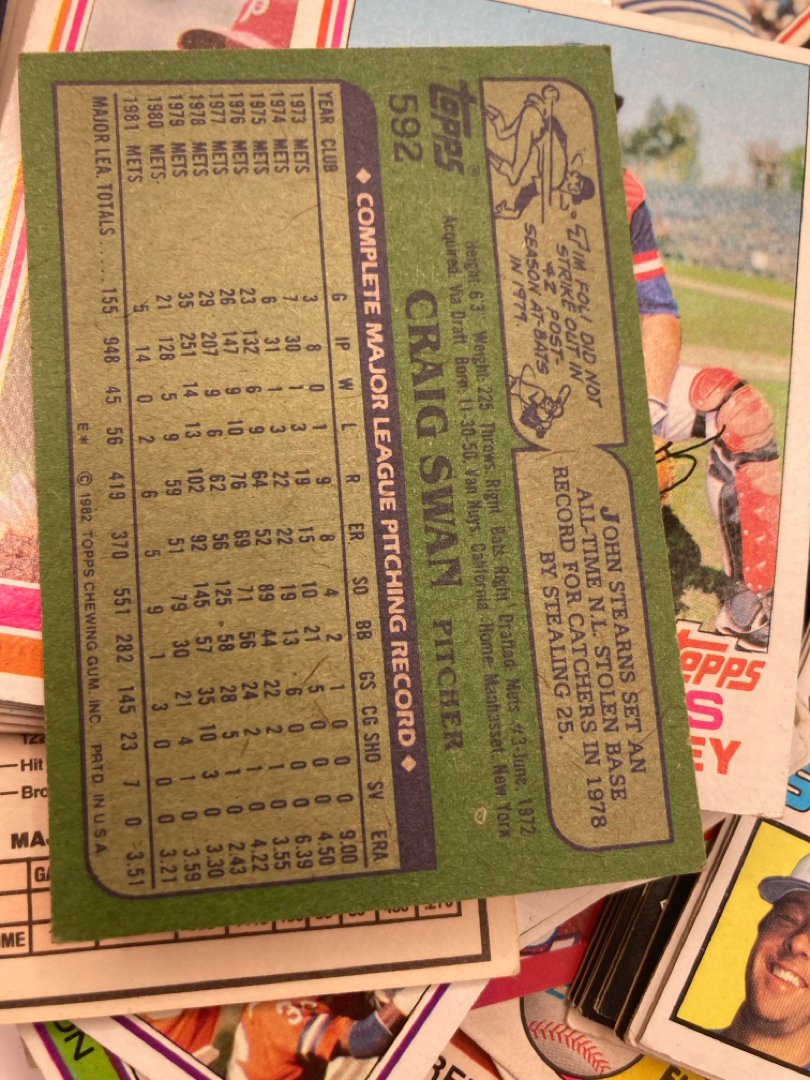 TIM FOLI DID NOT
STRIKE OUT IN
42 POST-
SEASON AT-BATS
IN 1979.
JOHN STEARNS SET AN
ALL-TIME N.L. STOLEN BASE
RECORD FOR CATCHERS IN 1978
BY STEALING 25.
Topps®
592
Height: 6'3" Weight: 225 Throws: Right Bats: Right Drafted: Mets #3-June, 1972
Acquired: Via Draft Born: 11-30-50, Van Nuys, California Home: Manhasset, New York
CRAIG SWAN PITCHER
◆ COMPLETE MAJOR LEAGUE PITCHING RECORD ◆
YEAR CLUB G IP W L R ER SO BB GS CG SHO SV ERA
1973 METS 3 8 0 1 9 8 4 2 1 0 0 0 9.00
1974 METS 7 30 1 3 19 15 10 21 5 0 0 0 4.50
1975 METS 6 31 1 3 22 22 19 13 6 0 0 0 6.39
1976 METS 23 132 6 9 64 52 89 44 22 2 1 0 3.55
1977 METS 26 147 9 10 76 69 71 56 24 2 1 0 4.22
1978 METS 29 207 9 6 62 56 125 58 28 5 1 0 2.43
1979 METS 35 251 14 13 102 92 145 57 35 10 3 0 3.30
1980 METS 21 128 5 9 59 51 79 30 21 4 1 0 3.59
1981 METS 5 14 0 2 6 5 9 1 3 0 0 0 3.21
MAJOR LEA. TOTALS .... 155 948 45 56 419 370 551 282 145 23 7 0 3.51
E* © 1982 TOPPS CHEWING GUM, INC. PRTD. IN U.S.A.
TOPPS
S
EY
Hit
Bro
MA
GA
ME
ON